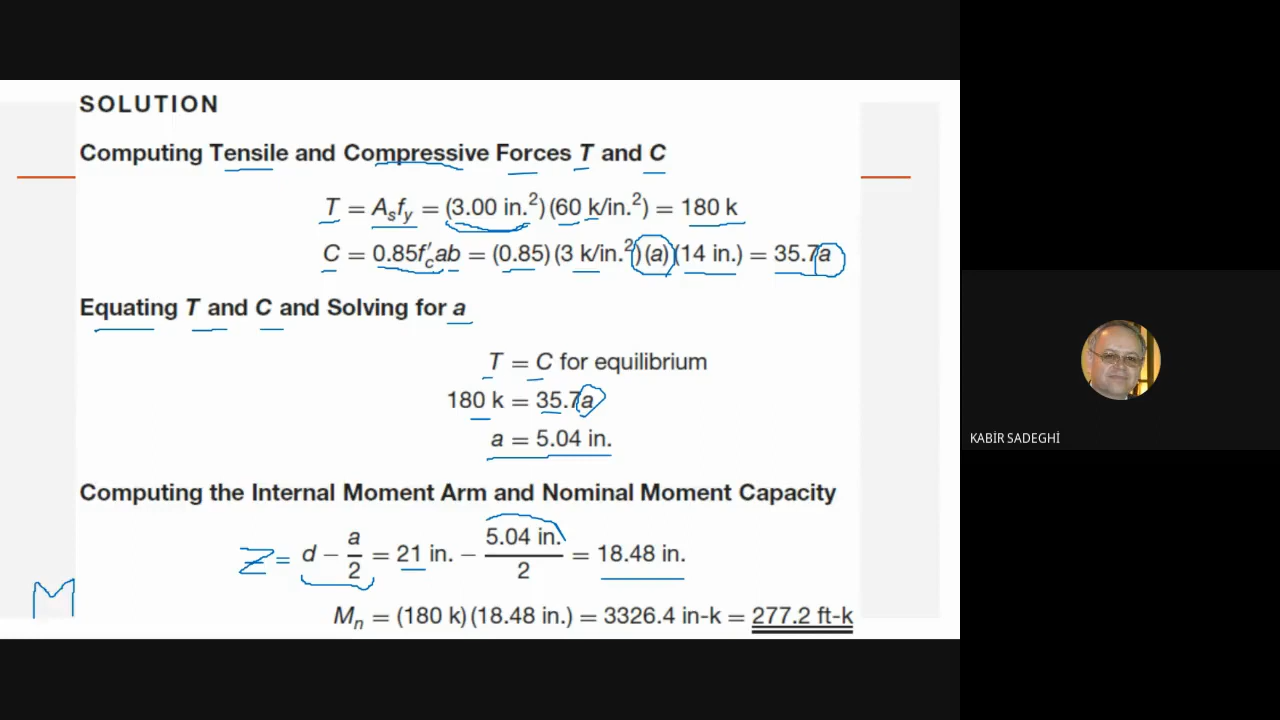 SOLUTION
Computing Tensile and Compressive Forces T and C
T = Aₛf_y = (3.00 in.²)(60 k/in.²) = 180 k
C = 0.85f′_c ab = (0.85)(3 k/in.²)(a)(14 in.) = 35.7a
Equating T and C and Solving for a
T = C for equilibrium
180 k = 35.7a
a = 5.04 in.
Computing the Internal Moment Arm and Nominal Moment Capacity
Z = d − a/2 = 21 in. − 5.04 in./2 = 18.48 in.
M
Mₙ = (180 k)(18.48 in.) = 3326.4 in-k = 277.2 ft-k
KABİR SADEGHİ